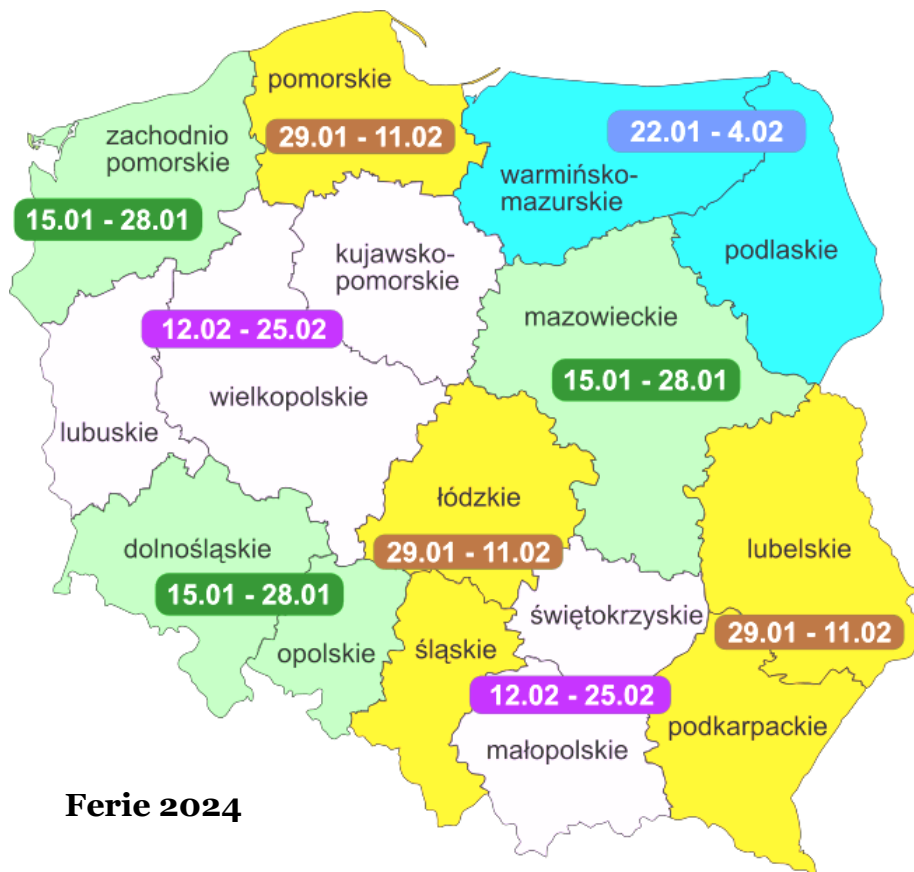 pomorskie
29.01 - 11.02
zachodnio
pomorskie
15.01 - 28.01
22.01 - 4.02
warmińsko-
mazurskie
podlaskie
kujawsko-
pomorskie
12.02 - 25.02
wielkopolskie
lubuskie
mazowieckie
15.01 - 28.01
łódzkie
29.01 - 11.02
dolnośląskie
15.01 - 28.01
opolskie
śląskie
świętokrzyskie
12.02 - 25.02
małopolskie
lubelskie
29.01 - 11.02
podkarpackie
Ferie 2024